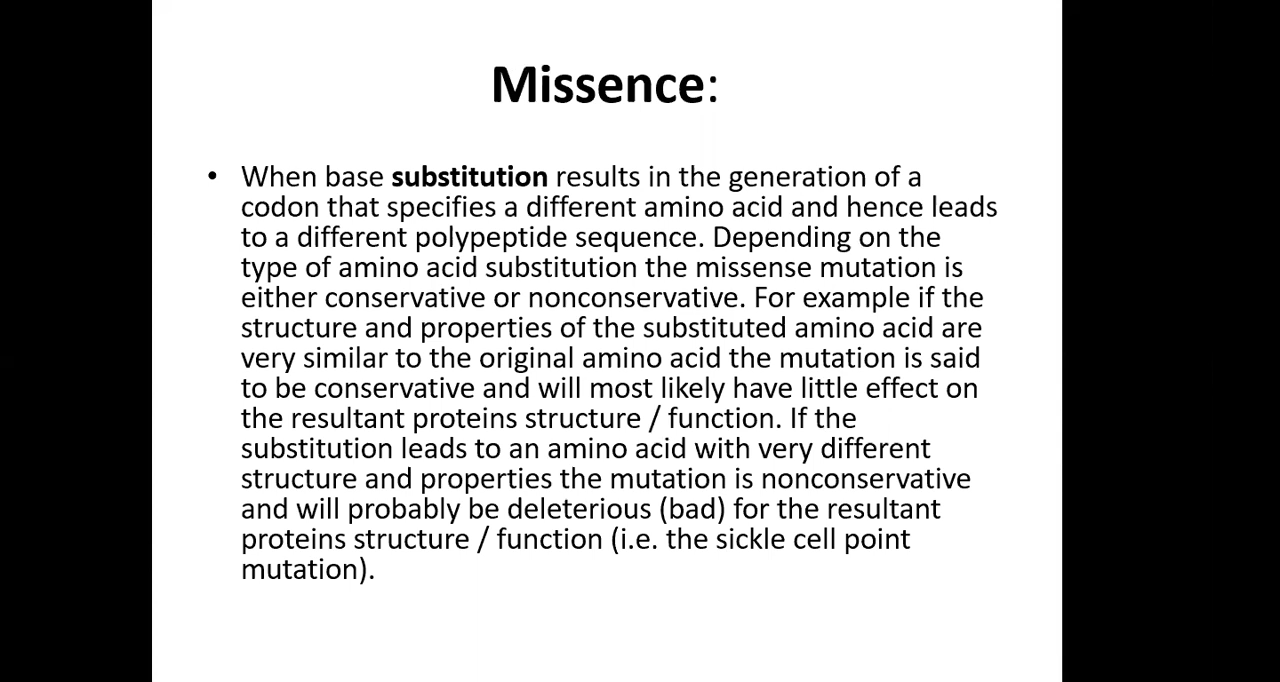 Missence:
• When base substitution results in the generation of a
codon that specifies a different amino acid and hence leads
to a different polypeptide sequence. Depending on the
type of amino acid substitution the missense mutation is
either conservative or nonconservative. For example if the
structure and properties of the substituted amino acid are
very similar to the original amino acid the mutation is said
to be conservative and will most likely have little effect on
the resultant proteins structure / function. If the
substitution leads to an amino acid with very different
structure and properties the mutation is nonconservative
and will probably be deleterious (bad) for the resultant
proteins structure / function (i.e. the sickle cell point
mutation).